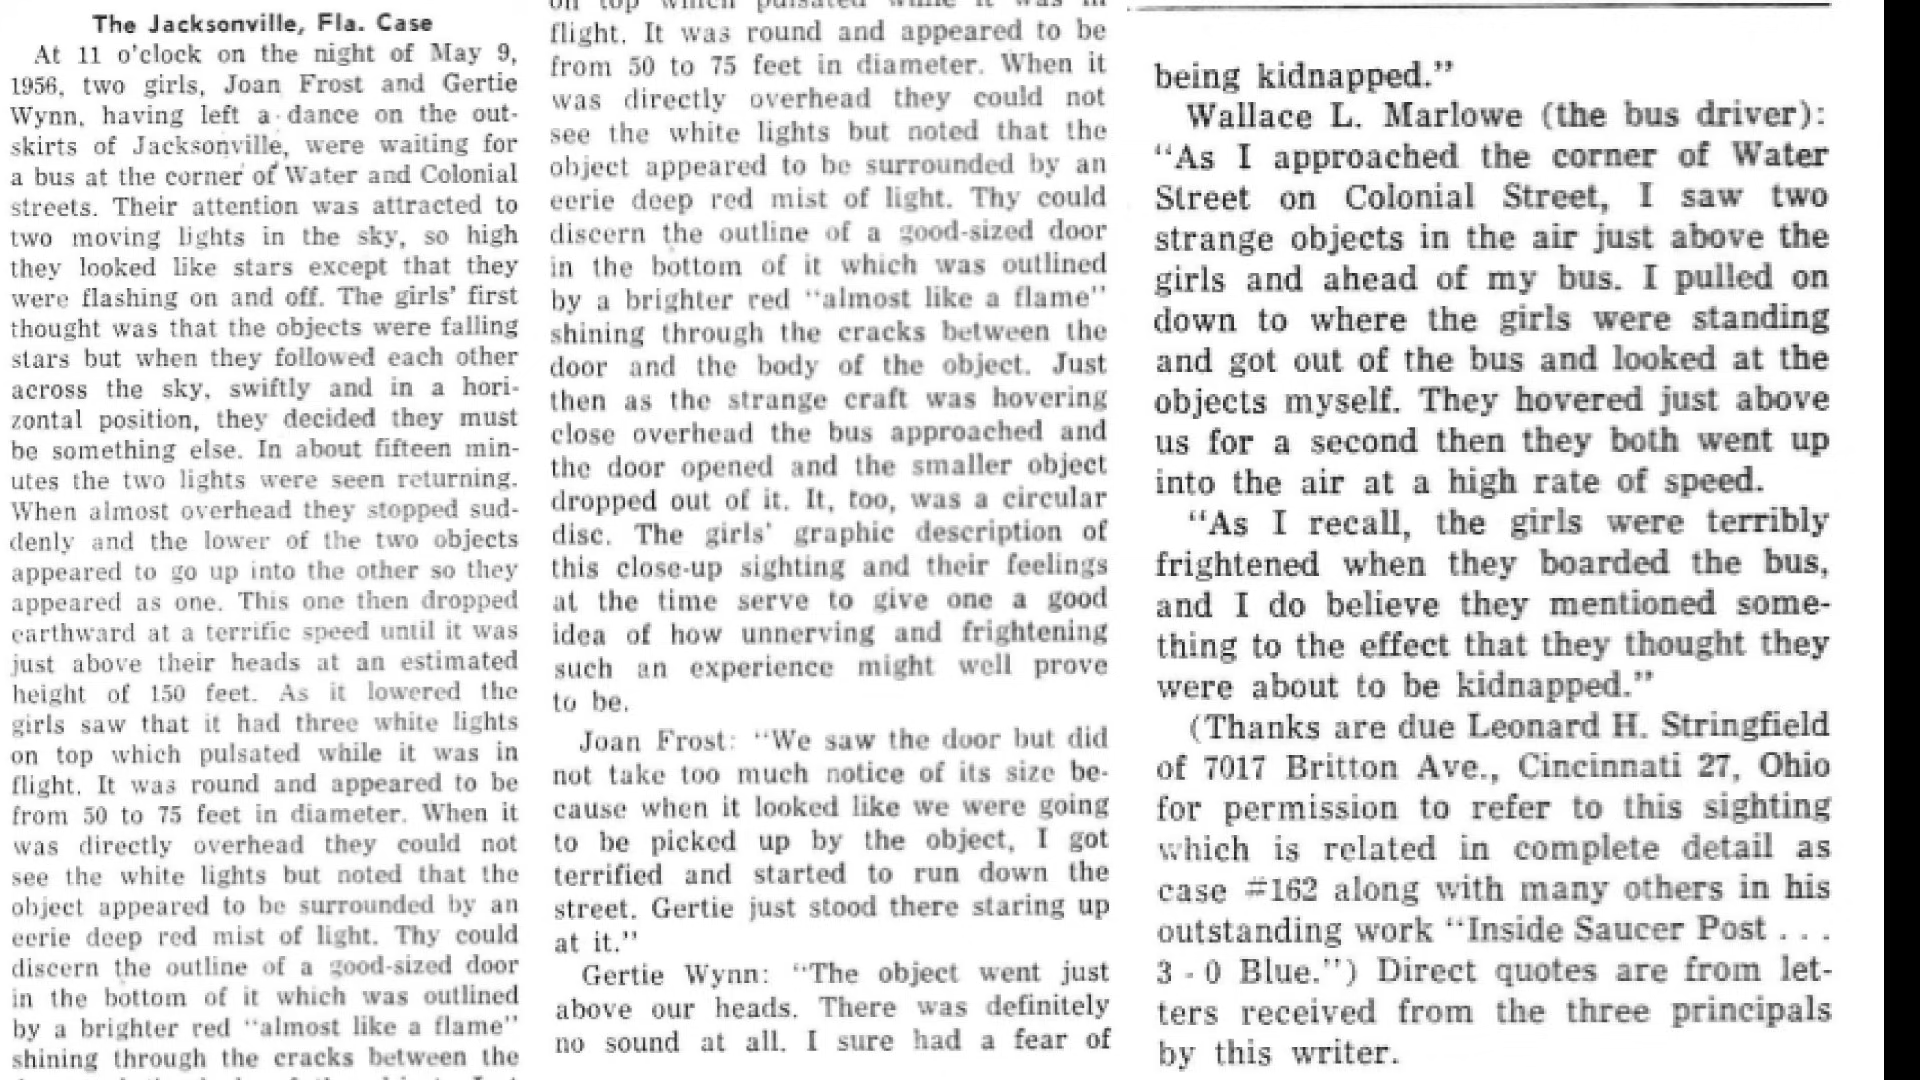 The Jacksonville, Fla. Case
At 11 o'clock on the night of May 9,
1956, two girls, Joan Frost and Gertie
Wynn, having left a dance on the out-
skirts of Jacksonville, were waiting for
a bus at the corner of Water and Colonial
streets. Their attention was attracted to
two moving lights in the sky, so high
they looked like stars except that they
were flashing on and off. The girls' first
thought was that the objects were falling
stars but when they followed each other
across the sky, swiftly and in a hori-
zontal position, they decided they must
be something else. In about fifteen min-
utes the two lights were seen returning.
When almost overhead they stopped sud-
denly and the lower of the two objects
appeared to go up into the other so they
appeared as one. This one then dropped
earthward at a terrific speed until it was
just above their heads at an estimated
height of 150 feet. As it lowered the
girls saw that it had three white lights
on top which pulsated while it was in
flight. It was round and appeared to be
from 50 to 75 feet in diameter. When it
was directly overhead they could not
see the white lights but noted that the
object appeared to be surrounded by an
eerie deep red mist of light. Thy could
discern the outline of a good-sized door
in the bottom of it which was outlined
by a brighter red "almost like a flame"
shining through the cracks between the
on top which pulsated while it was in
flight. It was round and appeared to be
from 50 to 75 feet in diameter. When it
was directly overhead they could not
see the white lights but noted that the
object appeared to be surrounded by an
eerie deep red mist of light. Thy could
discern the outline of a good-sized door
in the bottom of it which was outlined
by a brighter red "almost like a flame"
shining through the cracks between the
door and the body of the object. Just
then as the strange craft was hovering
close overhead the bus approached and
the door opened and the smaller object
dropped out of it. It, too, was a circular
disc. The girls' graphic description of
this close-up sighting and their feelings
at the time serve to give one a good
idea of how unnerving and frightening
such an experience might well prove
to be.
Joan Frost: "We saw the door but did
not take too much notice of its size be-
cause when it looked like we were going
to be picked up by the object, I got
terrified and started to run down the
street. Gertie just stood there staring up
at it."
Gertie Wynn: "The object went just
above our heads. There was definitely
no sound at all. I sure had a fear of
being kidnapped."
Wallace L. Marlowe (the bus driver):
"As I approached the corner of Water
Street on Colonial Street, I saw two
strange objects in the air just above the
girls and ahead of my bus. I pulled on
down to where the girls were standing
and got out of the bus and looked at the
objects myself. They hovered just above
us for a second then they both went up
into the air at a high rate of speed.
"As I recall, the girls were terribly
frightened when they boarded the bus,
and I do believe they mentioned some-
thing to the effect that they thought they
were about to be kidnapped."
(Thanks are due Leonard H. Stringfield
of 7017 Britton Ave., Cincinnati 27, Ohio
for permission to refer to this sighting
which is related in complete detail as
case #162 along with many others in his
outstanding work "Inside Saucer Post . . .
3 - 0 Blue.") Direct quotes are from let-
ters received from the three principals
by this writer.